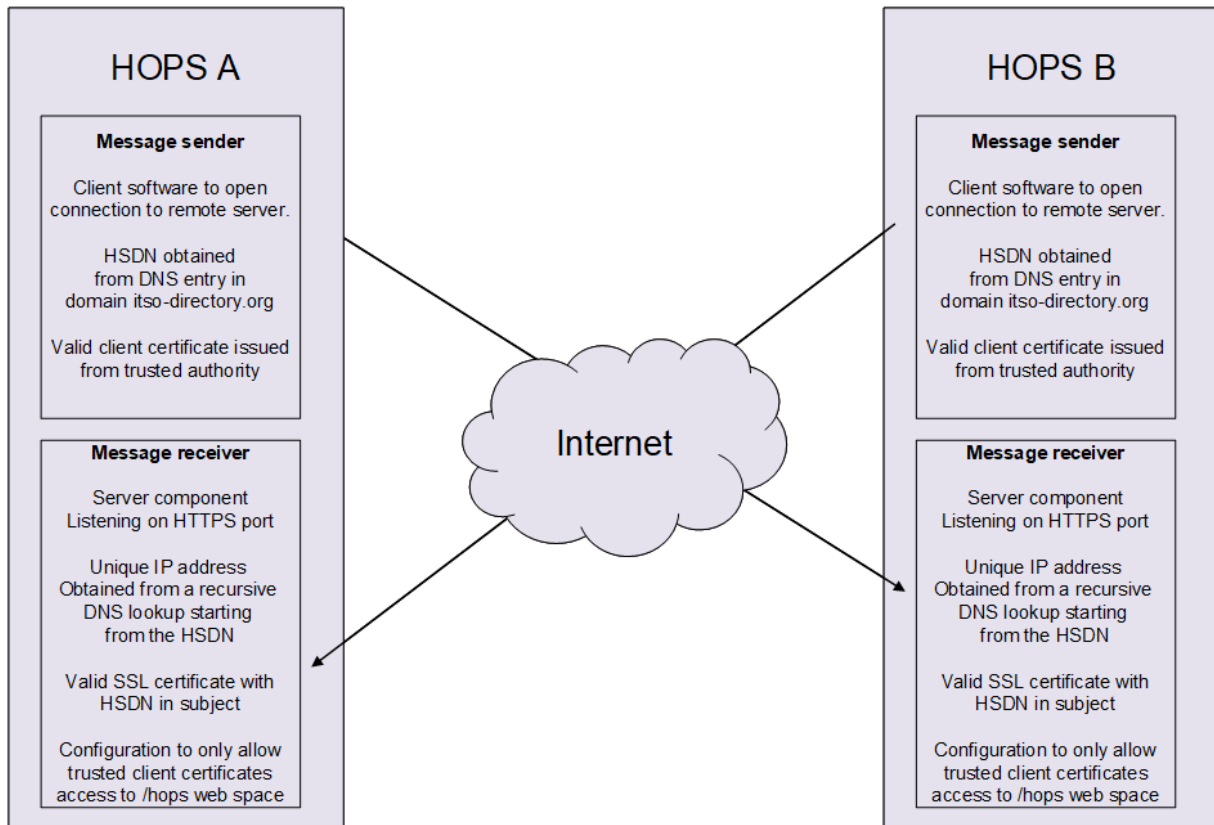 HOPS A
Message sender
Client software to open
connection to remote server.
HSDN obtained
from DNS entry in
domain itso-directory.org
Valid client certificate issued
from trusted authority
Message receiver
Server component
Listening on HTTPS port
Unique IP address
Obtained from a recursive
DNS lookup starting
from the HSDN
Valid SSL certificate with
HSDN in subject
Configuration to only allow
trusted client certificates
access to /hops web space
Internet
HOPS B
Message sender
Client software to open
connection to remote server.
HSDN obtained
from DNS entry in
domain itso-directory.org
Valid client certificate issued
from trusted authority
Message receiver
Server component
Listening on HTTPS port
Unique IP address
Obtained from a recursive
DNS lookup starting
from the HSDN
Valid SSL certificate with
HSDN in subject
Configuration to only allow
trusted client certificates
access to /hops web space